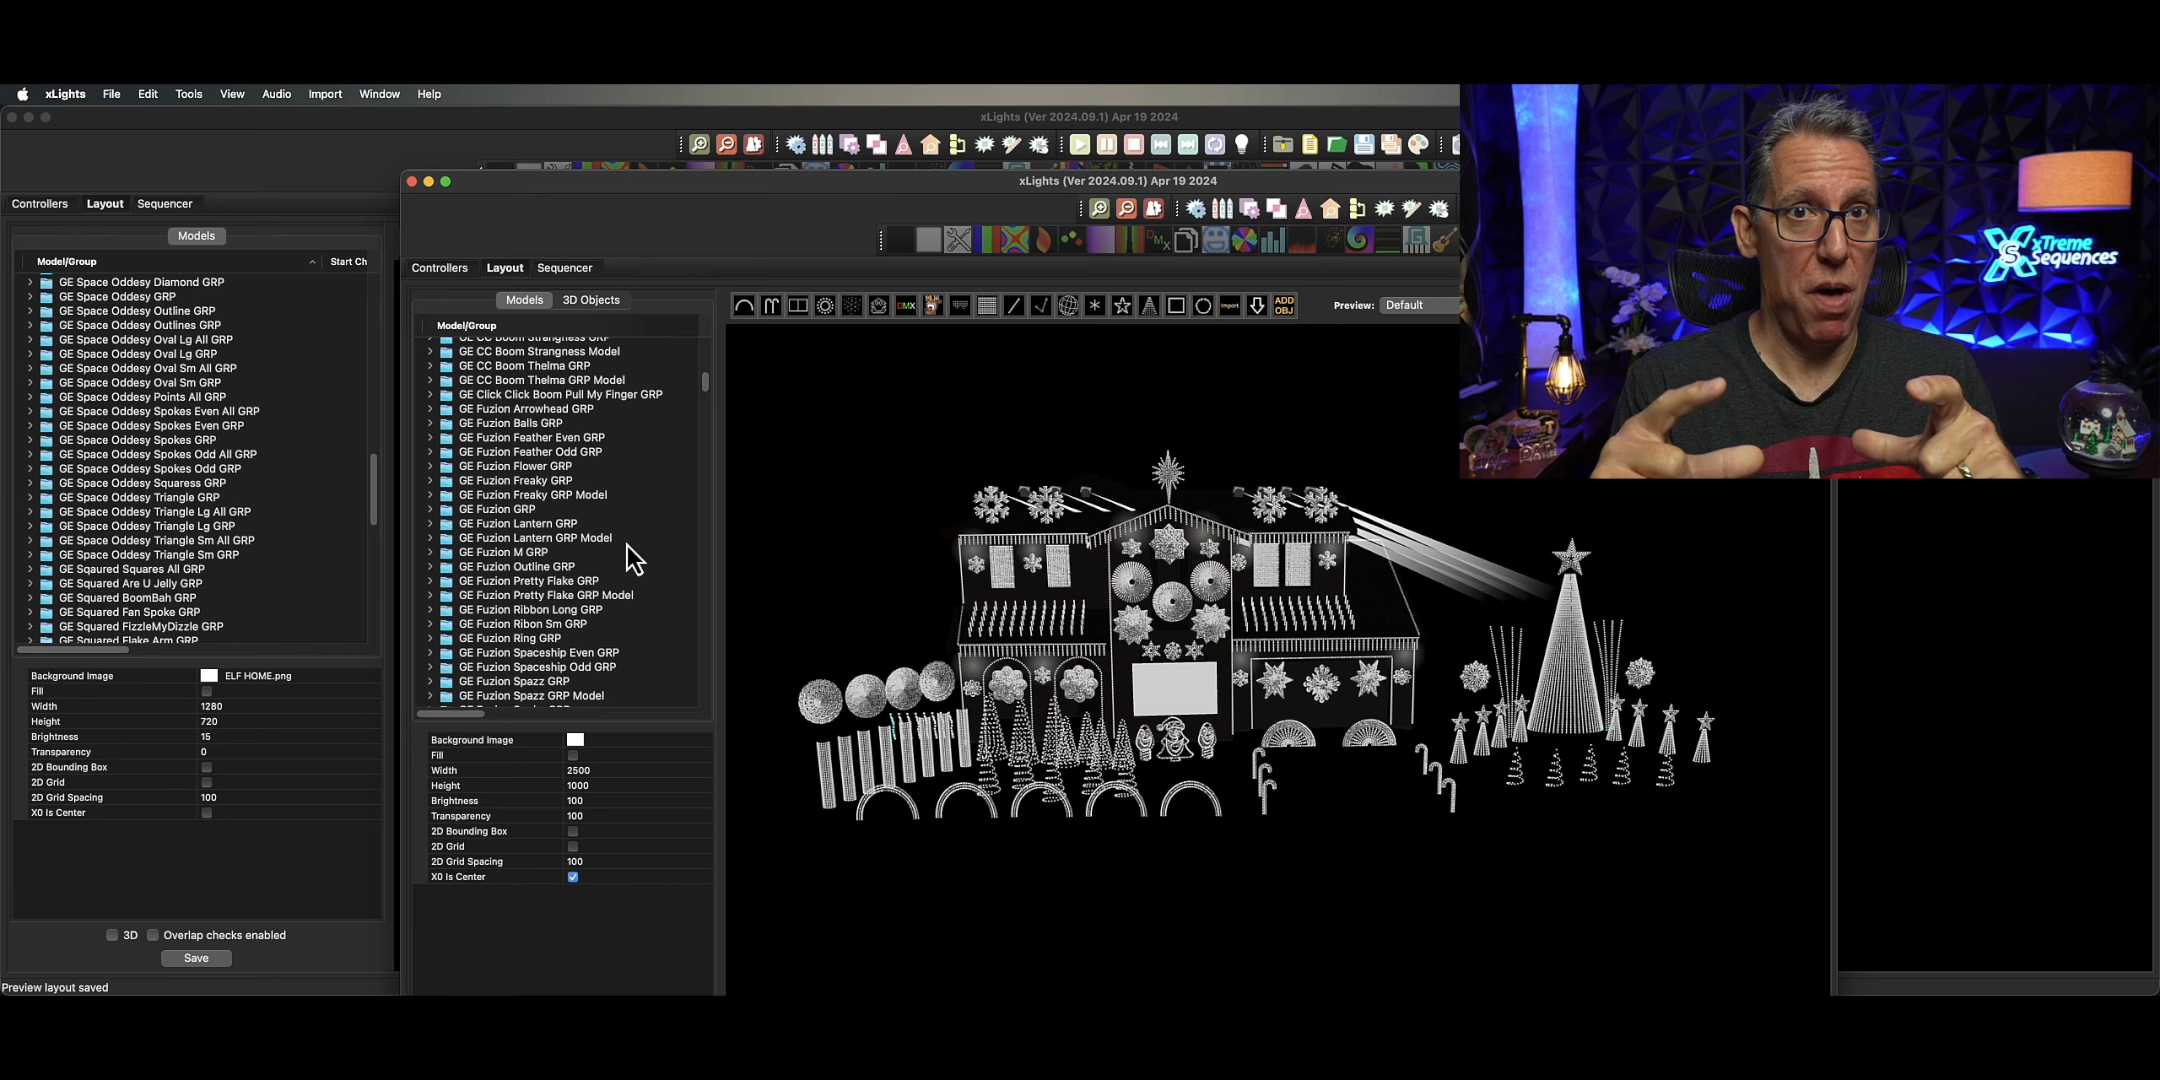 xLights File Edit Tools View Audio Import Window Help
xLights (Ver 2024.09.1) Apr 19 2024
Controllers Layout Sequencer
Models
Model/Group Start Ch
GE Space Oddesy Diamond GRP
GE Space Oddesy GRP
GE Space Oddesy Outline GRP
GE Space Oddesy Outlines GRP
GE Space Oddesy Oval Lg All GRP
GE Space Oddesy Oval Lg GRP
GE Space Oddesy Oval Sm All GRP
GE Space Oddesy Oval Sm GRP
GE Space Oddesy Points All GRP
GE Space Oddesy Spokes Even All GRP
GE Space Oddesy Spokes Even GRP
GE Space Oddesy Spokes GRP
GE Space Oddesy Spokes Odd All GRP
GE Space Oddesy Spokes Odd GRP
GE Space Oddesy Squaress GRP
GE Space Oddesy Triangle GRP
GE Space Oddesy Triangle Lg All GRP
GE Space Oddesy Triangle Lg GRP
GE Space Oddesy Triangle Sm All GRP
GE Space Oddesy Triangle Sm GRP
GE Sqaured Squares All GRP
GE Squared Are U Jelly GRP
GE Squared BoomBah GRP
GE Squared Fan Spoke GRP
GE Squared FizzleMyDizzle GRP
GE Squared Flake Arm GRP
Background Image ELF HOME.png
Fill
Width 1280
Height 720
Brightness 15
Transparency 0
2D Bounding Box
2D Grid
2D Grid Spacing 100
X0 Is Center
3D Overlap checks enabled
Save
Preview layout saved
xLights (Ver 2024.09.1) Apr 19 2024
Controllers Layout Sequencer
Models 3D Objects
DMX Import ADD OBJ Preview: Default
Model/Group
GE CC Boom Strangness GRP
GE CC Boom Strangness Model
GE CC Boom Thelma GRP
GE CC Boom Thelma GRP Model
GE Click Click Boom Pull My Finger GRP
GE Fuzion Arrowhead GRP
GE Fuzion Balls GRP
GE Fuzion Feather Even GRP
GE Fuzion Feather Odd GRP
GE Fuzion Flower GRP
GE Fuzion Freaky GRP
GE Fuzion Freaky GRP Model
GE Fuzion GRP
GE Fuzion Lantern GRP
GE Fuzion Lantern GRP Model
GE Fuzion M GRP
GE Fuzion Outline GRP
GE Fuzion Pretty Flake GRP
GE Fuzion Pretty Flake GRP Model
GE Fuzion Ribbon Long GRP
GE Fuzion Ribon Sm GRP
GE Fuzion Ring GRP
GE Fuzion Spaceship Even GRP
GE Fuzion Spaceship Odd GRP
GE Fuzion Spazz GRP
GE Fuzion Spazz GRP Model
Background Image
Fill
Width 2500
Height 1000
Brightness 100
Transparency 100
2D Bounding Box
2D Grid
2D Grid Spacing 100
X0 Is Center
xTreme
Sequences